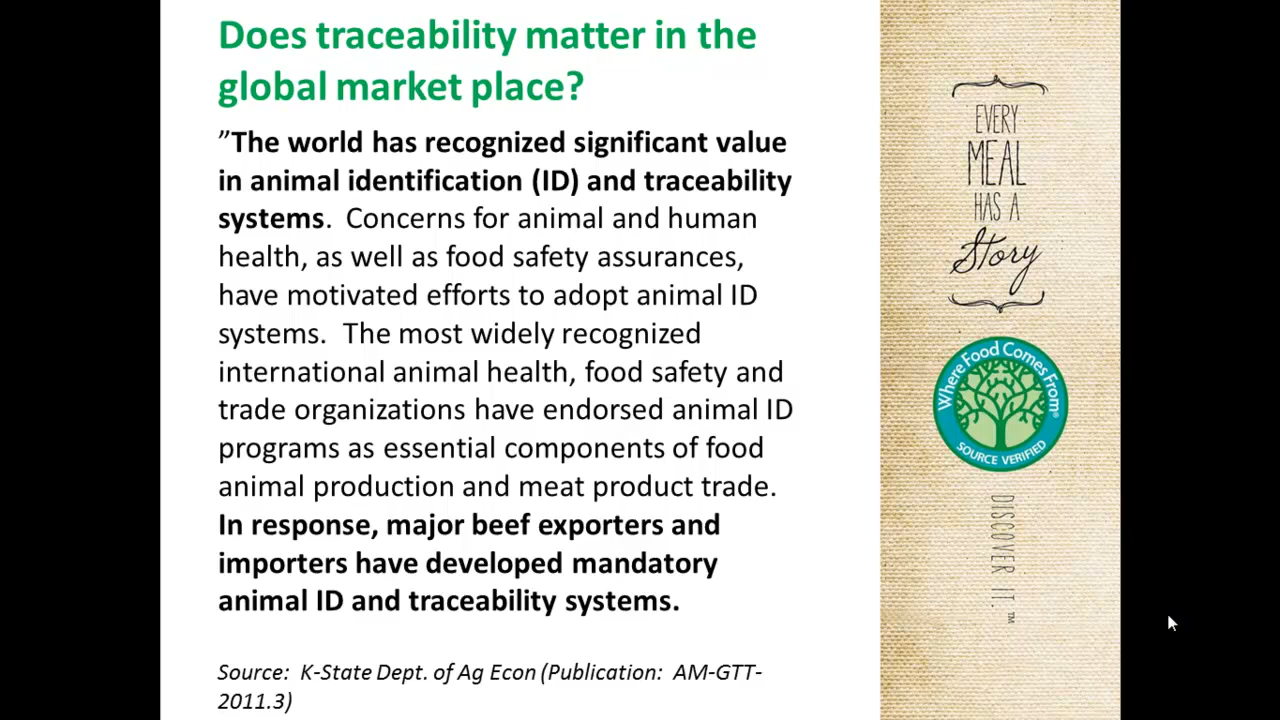 Does traceability matter in the
global market place?
”The world has recognized significant value
in animal identification (ID) and traceability
systems.  Concerns for animal and human
health, as well as food safety assurances,
have motivated efforts to adopt animal ID
systems.  The most widely recognized
international animal health, food safety and
trade organizations have endorsed animal ID
programs as essential components of food
animal production and meat product trade.
In response, major beef exporters and
importers have developed mandatory
animal ID and traceability systems.
Source:  K-State Dept. of Ag Econ (Publication:  AM-GTT-
2011.3)
EVERY
MEAL
HAS A
Story
Where Food Comes From®
SOURCE VERIFIED
DISCOVER IT.™